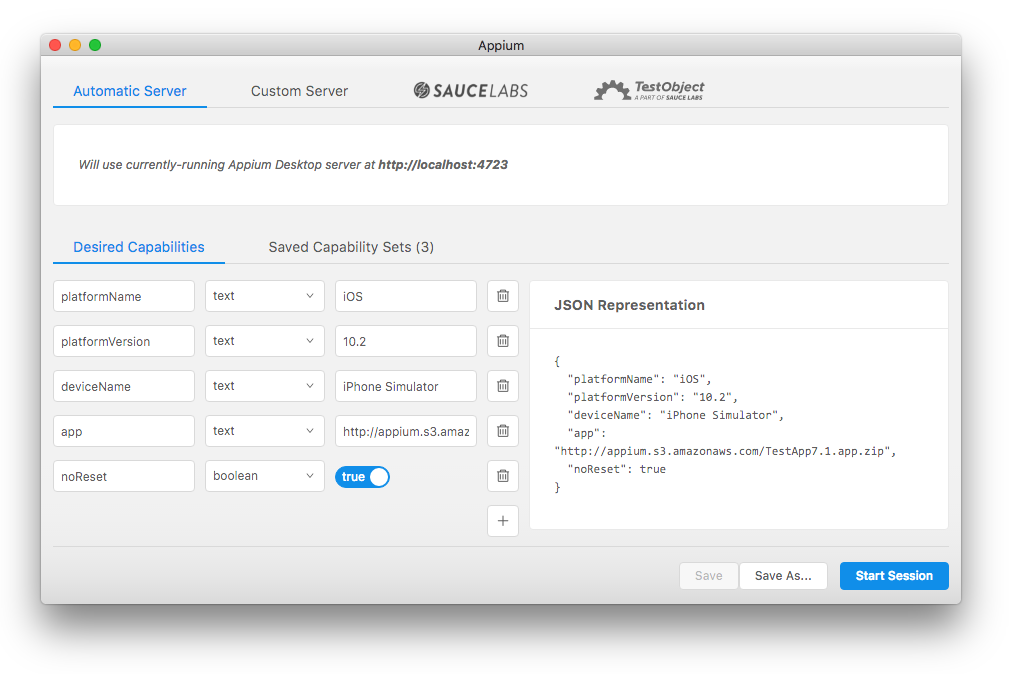 Appium
Automatic Server
Custom Server
SAUCELABS
TestObject
A PART OF SAUCE LABS
Will use currently-running Appium Desktop server at http://localhost:4723
Desired Capabilities
Saved Capability Sets (3)
platformName text iOS
platformVersion text 10.2
deviceName text iPhone Simulator
app text http://appium.s3.amaz
noReset boolean true
JSON Representation
{
"platformName": "iOS",
"platformVersion": "10.2",
"deviceName": "iPhone Simulator",
"app":
"http://appium.s3.amazonaws.com/TestApp7.1.app.zip",
"noReset": true
}
Save
Save As...
Start Session